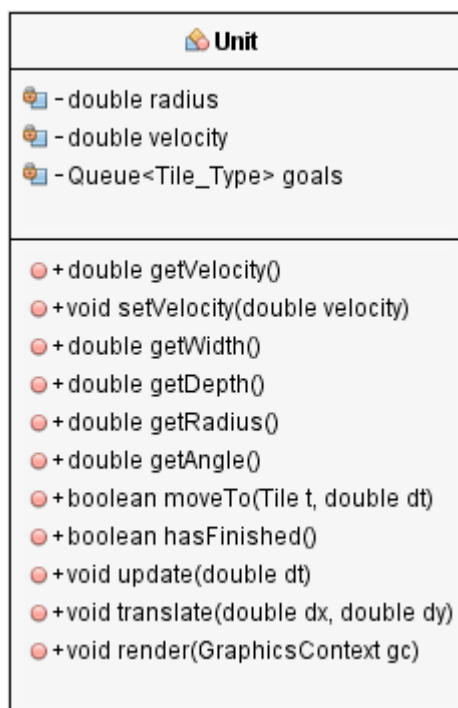 Unit
- double radius
- double velocity
- Queue<Tile_Type> goals
+ double getVelocity()
+ void setVelocity(double velocity)
+ double getWidth()
+ double getDepth()
+ double getRadius()
+ double getAngle()
+ boolean moveTo(Tile t, double dt)
+ boolean hasFinished()
+ void update(double dt)
+ void translate(double dx, double dy)
+ void render(GraphicsContext gc)